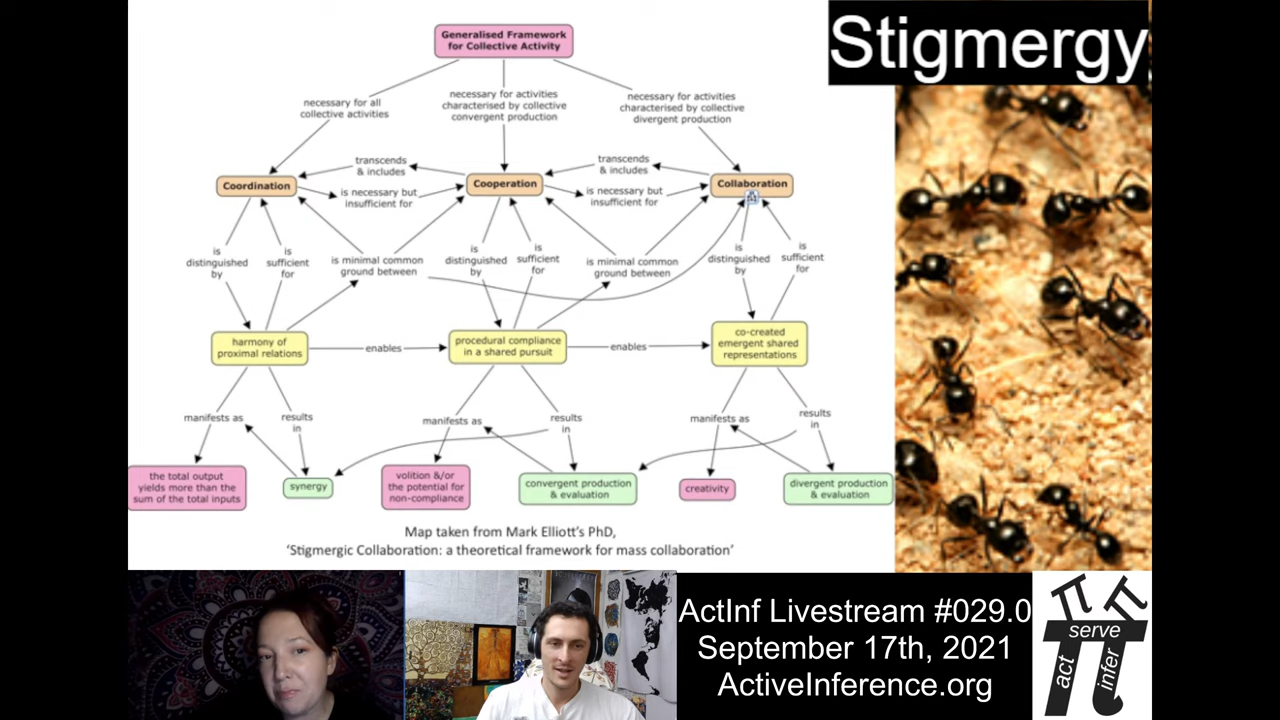 Stigmergy
Generalised Framework
for Collective Activity
necessary for all
collective activities
necessary for activities
characterised by collective
convergent production
necessary for activities
characterised by collective
divergent production
Coordination
transcends
& includes
is necessary but
insufficient for
Cooperation
transcends
& includes
is necessary but
insufficient for
Collaboration
is
distinguished
by
is
sufficient
for
is minimal common
ground between
is
distinguished
by
is
sufficient
for
is minimal common
ground between
is
distinguished
by
is
sufficient
for
harmony of
proximal relations
enables
procedural compliance
in a shared pursuit
enables
co-created
emergent shared
representations
manifests as
results
in
manifests as
results
in
manifests as
results
in
the total output
yields more than the
sum of the total inputs
synergy
volition &/or
the potential for
non-compliance
convergent production
& evaluation
creativity
divergent production
& evaluation
Map taken from Mark Elliott's PhD,
'Stigmergic Collaboration: a theoretical framework for mass collaboration'
ActInf Livestream #029.0
September 17th, 2021
ActiveInference.org
serve
act
infer